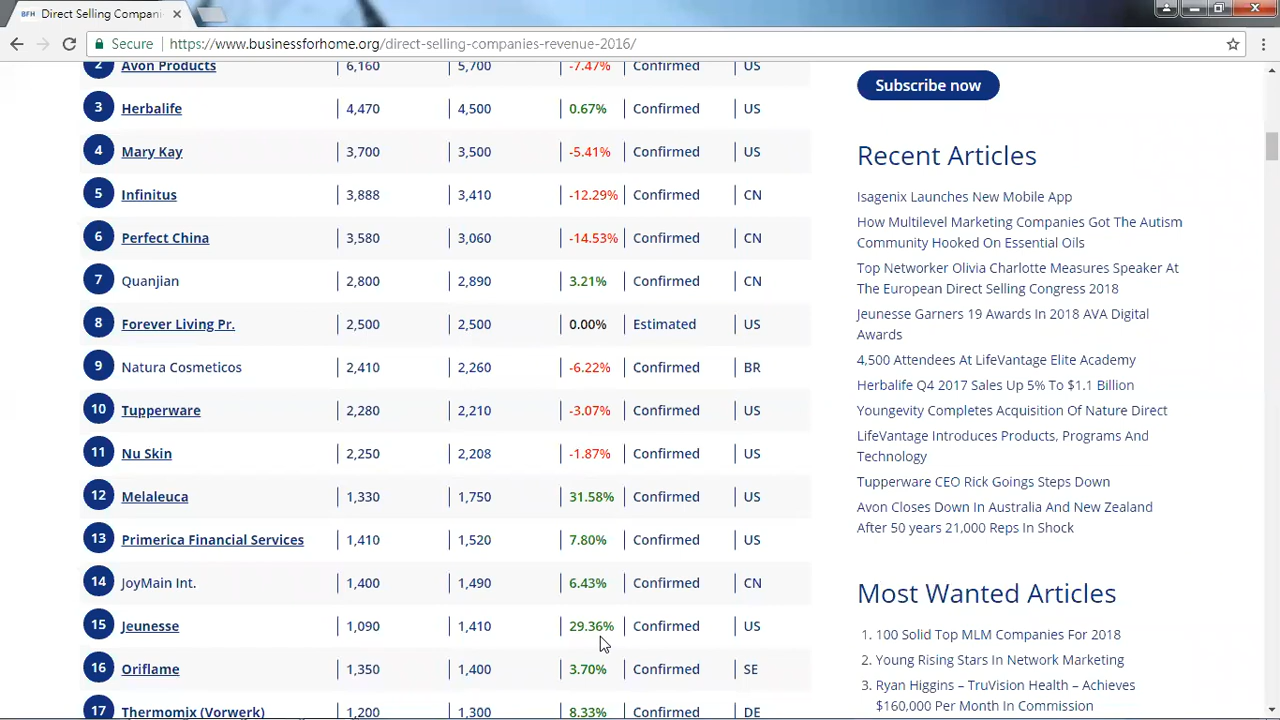 BFH Direct Selling Compani
Secure https://www.businessforhome.org/direct-selling-companies-revenue-2016/
2 Avon Products 6,160 5,700 -7.47% Confirmed US
3 Herbalife 4,470 4,500 0.67% Confirmed US
4 Mary Kay 3,700 3,500 -5.41% Confirmed US
5 Infinitus 3,888 3,410 -12.29% Confirmed CN
6 Perfect China 3,580 3,060 -14.53% Confirmed CN
7 Quanjian 2,800 2,890 3.21% Confirmed CN
8 Forever Living Pr. 2,500 2,500 0.00% Estimated US
9 Natura Cosmeticos 2,410 2,260 -6.22% Confirmed BR
10 Tupperware 2,280 2,210 -3.07% Confirmed US
11 Nu Skin 2,250 2,208 -1.87% Confirmed US
12 Melaleuca 1,330 1,750 31.58% Confirmed US
13 Primerica Financial Services 1,410 1,520 7.80% Confirmed US
14 JoyMain Int. 1,400 1,490 6.43% Confirmed CN
15 Jeunesse 1,090 1,410 29.36% Confirmed US
16 Oriflame 1,350 1,400 3.70% Confirmed SE
17 Thermomix (Vorwerk) 1,200 1,300 8.33% Confirmed DE
Subscribe now
Recent Articles
Isagenix Launches New Mobile App
How Multilevel Marketing Companies Got The Autism
Community Hooked On Essential Oils
Top Networker Olivia Charlotte Measures Speaker At
The European Direct Selling Congress 2018
Jeunesse Garners 19 Awards In 2018 AVA Digital
Awards
4,500 Attendees At LifeVantage Elite Academy
Herbalife Q4 2017 Sales Up 5% To $1.1 Billion
Youngevity Completes Acquisition Of Nature Direct
LifeVantage Introduces Products, Programs And
Technology
Tupperware CEO Rick Goings Steps Down
Avon Closes Down In Australia And New Zealand
After 50 years 21,000 Reps In Shock
Most Wanted Articles
1. 100 Solid Top MLM Companies For 2018
2. Young Rising Stars In Network Marketing
3. Ryan Higgins – TruVision Health – Achieves
$160,000 Per Month In Commission